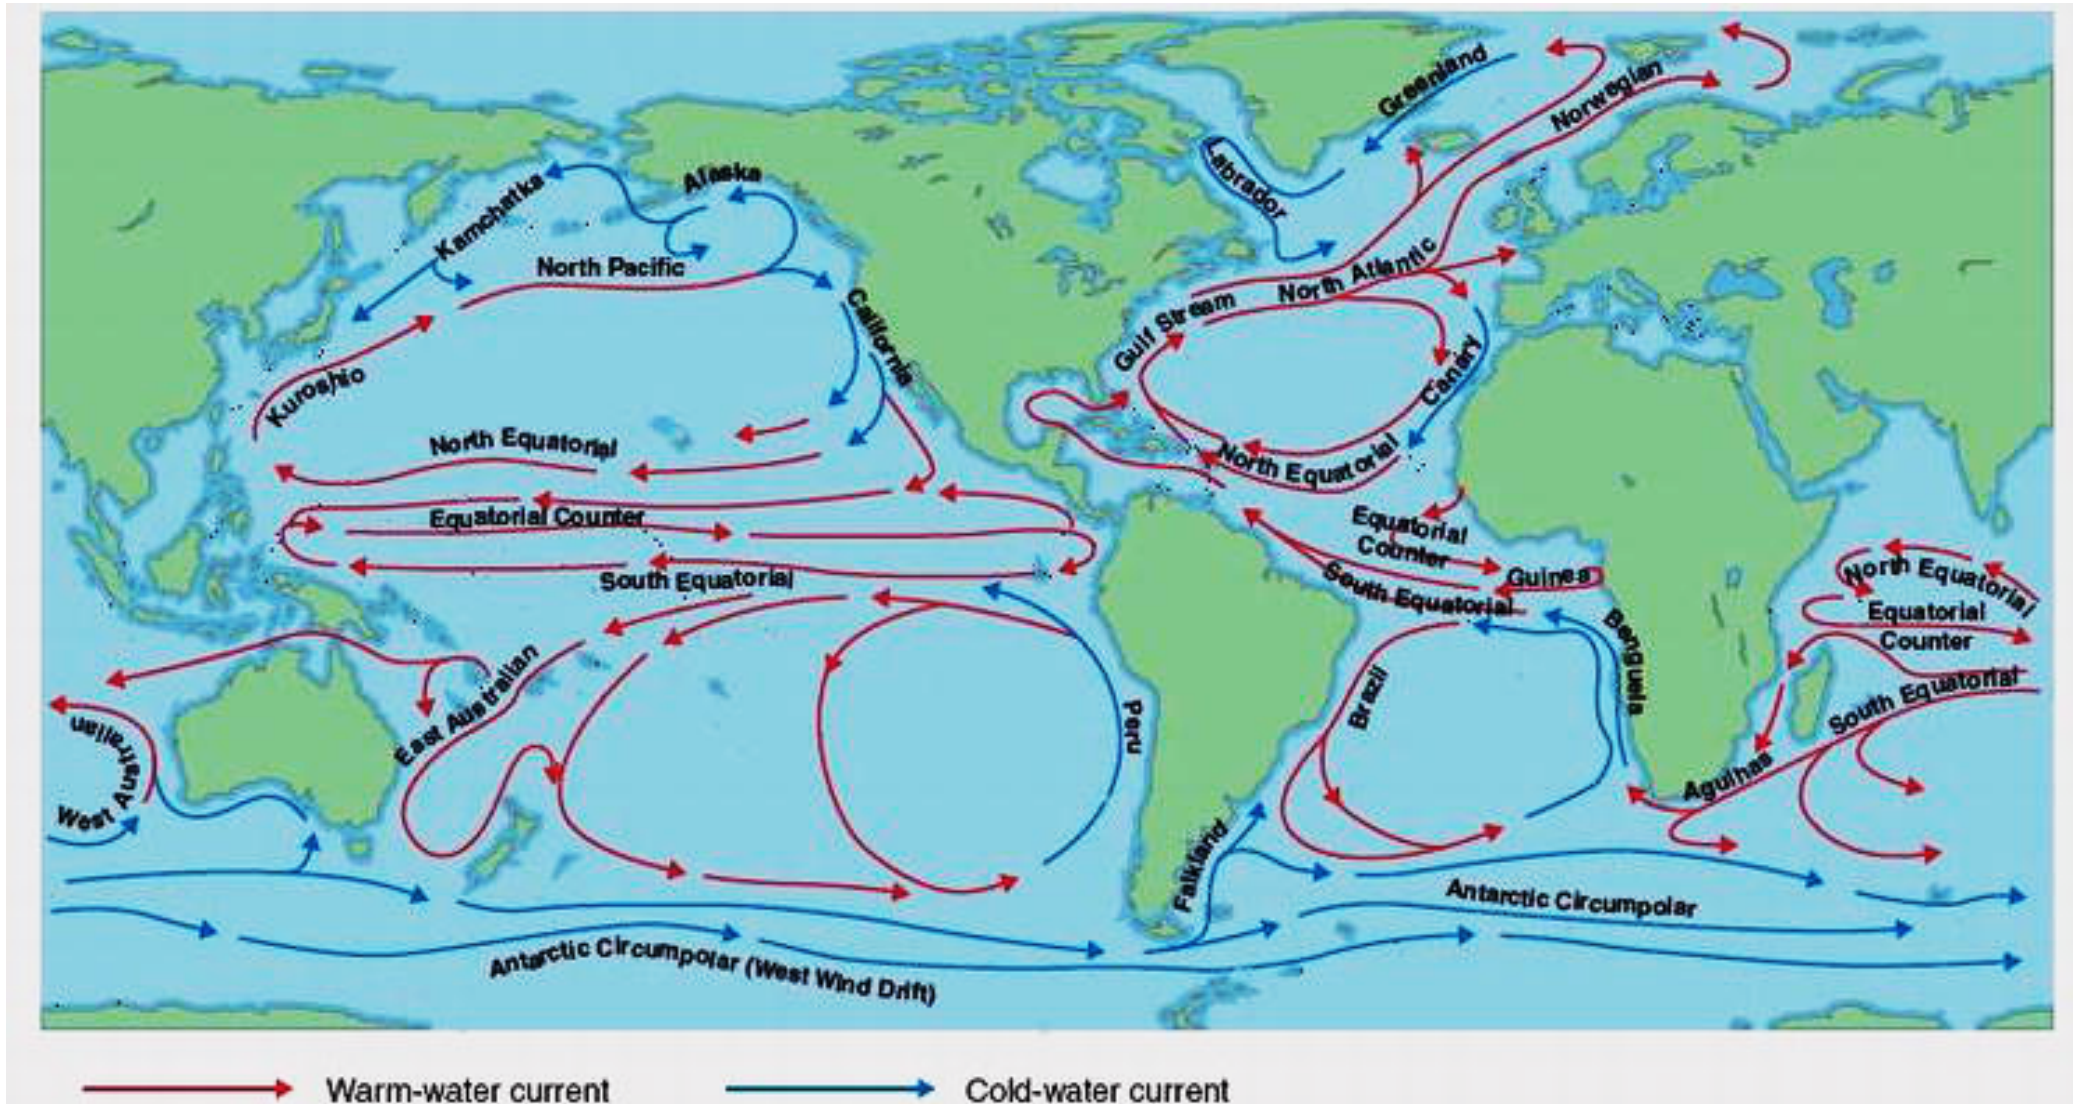 Greenland
Norwegian
Labrador
Alaska
Kamchatka
North Pacific
North Atlantic
Gulf Stream
California
Kuroshio
Canary
North Equatorial
North Equatorial
Equatorial Counter
Equatorial
Counter
Guinea
South Equatorial
South Equatorial
North Equatorial
Equatorial
Counter
South Equatorial
Benguela
East Australian
Peru
Brazil
Agulhas
West Australian
Falkland
Antarctic Circumpolar
Antarctic Circumpolar (West Wind Drift)
Warm-water current
Cold-water current